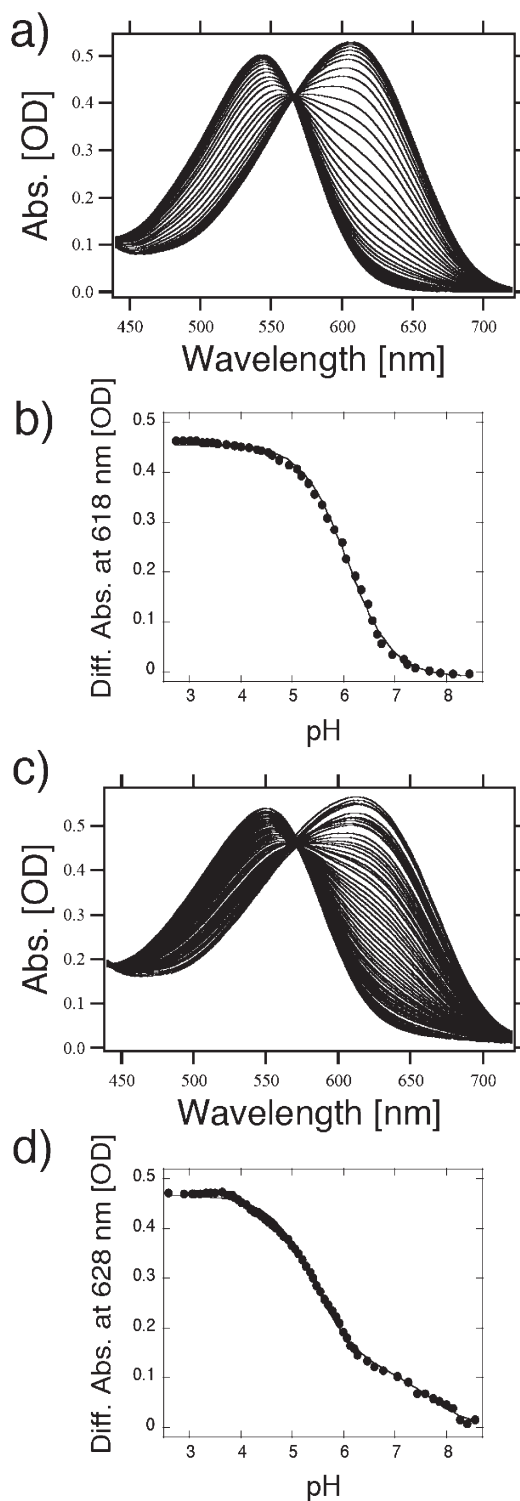 a)
Abs. [OD]
0.5
0.4
0.3
0.2
0.1
0.0
450 500 550 600 650 700
Wavelength [nm]
b)
Diff. Abs. at 618 nm [OD]
0.5
0.4
0.3
0.2
0.1
0
3 4 5 6 7 8
pH
c)
Abs. [OD]
0.5
0.4
0.3
0.2
0.1
0.0
450 500 550 600 650 700
Wavelength [nm]
d)
Diff. Abs. at 628 nm [OD]
0.5
0.4
0.3
0.2
0.1
0
3 4 5 6 7 8
pH